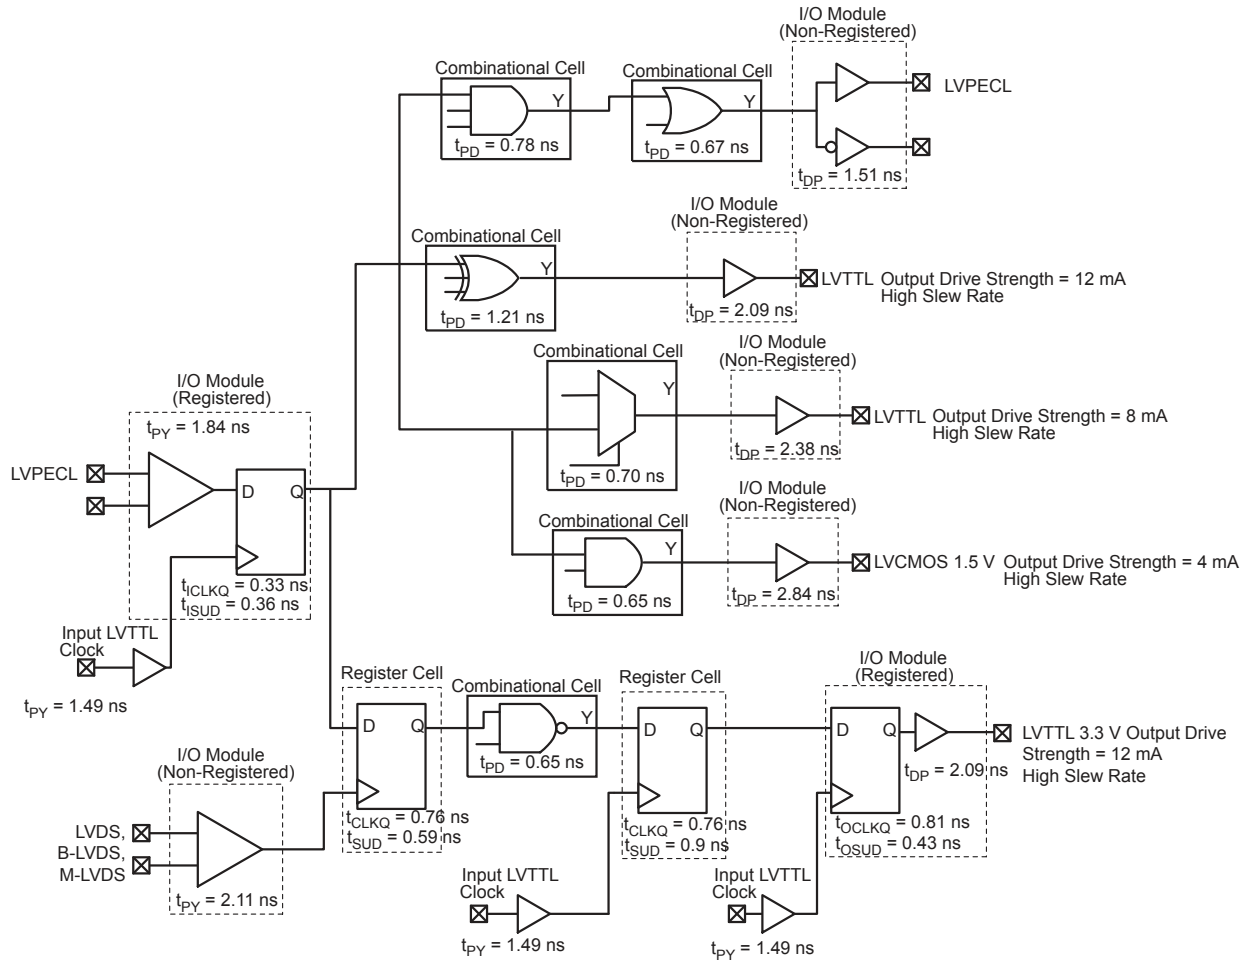 I/O Module
(Non-Registered)
Combinational Cell
Y
tPD = 0.78 ns
Combinational Cell
Y
tPD = 0.67 ns
LVPECL
tDP = 1.51 ns
I/O Module
(Non-Registered)
Combinational Cell
Y
tPD = 1.21 ns
tDP = 2.09 ns
LVTTL Output Drive Strength = 12 mA
High Slew Rate
Combinational Cell
Y
tPD = 0.70 ns
I/O Module
(Non-Registered)
tDP = 2.38 ns
LVTTL Output Drive Strength = 8 mA
High Slew Rate
I/O Module
(Registered)
tPY = 1.84 ns
LVPECL
D
Q
tICLKQ = 0.33 ns
tISUD = 0.36 ns
Input LVTTL
Clock
tPY = 1.49 ns
I/O Module
(Non-Registered)
Combinational Cell
Y
tPD = 0.65 ns
tDP = 2.84 ns
LVCMOS 1.5 V Output Drive Strength = 4 mA
High Slew Rate
Register Cell
D
Q
tCLKQ = 0.76 ns
tSUD = 0.59 ns
Combinational Cell
Y
tPD = 0.65 ns
Register Cell
D
Q
tCLKQ = 0.76 ns
tSUD = 0.9 ns
I/O Module
(Registered)
D
Q
tDP = 2.09 ns
tOCLKQ = 0.81 ns
tOSUD = 0.43 ns
LVTTL 3.3 V Output Drive
Strength = 12 mA
High Slew Rate
I/O Module
(Non-Registered)
LVDS,
B-LVDS,
M-LVDS
tPY = 2.11 ns
Input LVTTL
Clock
tPY = 1.49 ns
Input LVTTL
Clock
tPY = 1.49 ns